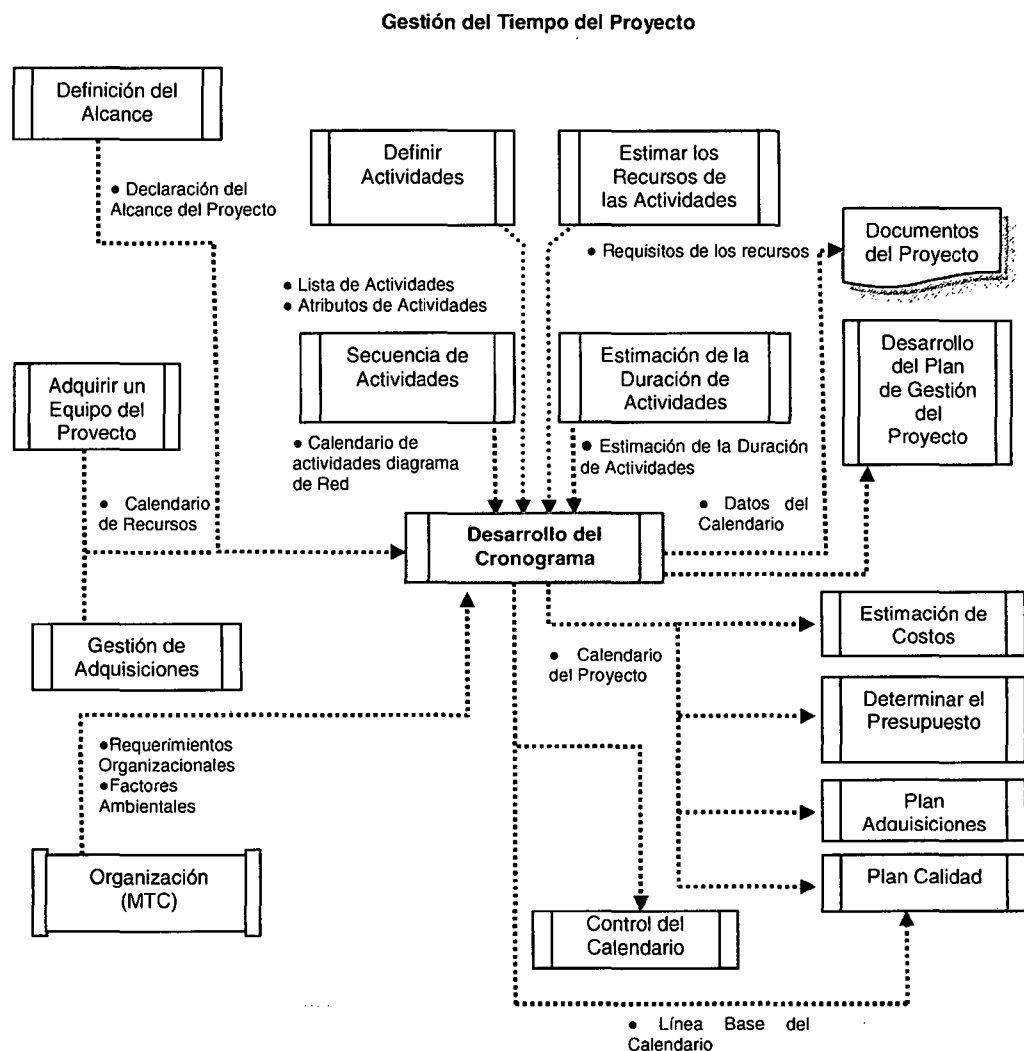 Gestión del Tiempo del Proyecto
Definición del
Alcance
● Declaración del
Alcance del Proyecto
Definir
Actividades
Estimar los
Recursos de
las Actividades
● Requisitos de los recursos
Documentos
del Proyecto
● Lista de Actividades
● Atributos de Actividades
Secuencia de
Actividades
Estimación de la
Duración de
Actividades
Desarrollo
del Plan
de Gestión
del
Proyecto
Adquirir un
Equipo del
Provecto
● Calendario de
actividades diagrama
de Red
● Estimación de la Duración
de Actividades
● Calendario
de Recursos
● Datos del
Calendario
Desarrollo del
Cronograma
Gestión de
Adquisiciones
● Calendario
del Proyecto
Estimación de
Costos
Determinar el
Presupuesto
●Requerimientos
Organizacionales
●Factores
Ambientales
Plan
Adquisiciones
Organización
(MTC)
Plan Calidad
Control del
Calendario
● Línea Base del
Calendario